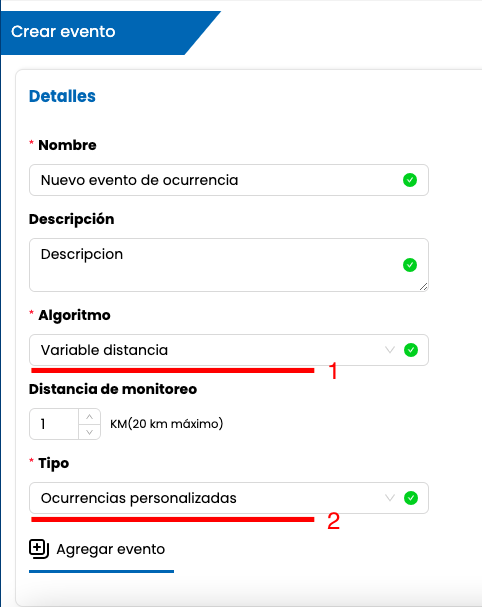 Crear evento
Detalles
* Nombre
Nuevo evento de ocurrencia
Descripción
Descripcion
* Algoritmo
Variable distancia
1
Distancia de monitoreo
1 KM(20 km máximo)
* Tipo
Ocurrencias personalizadas
2
Agregar evento